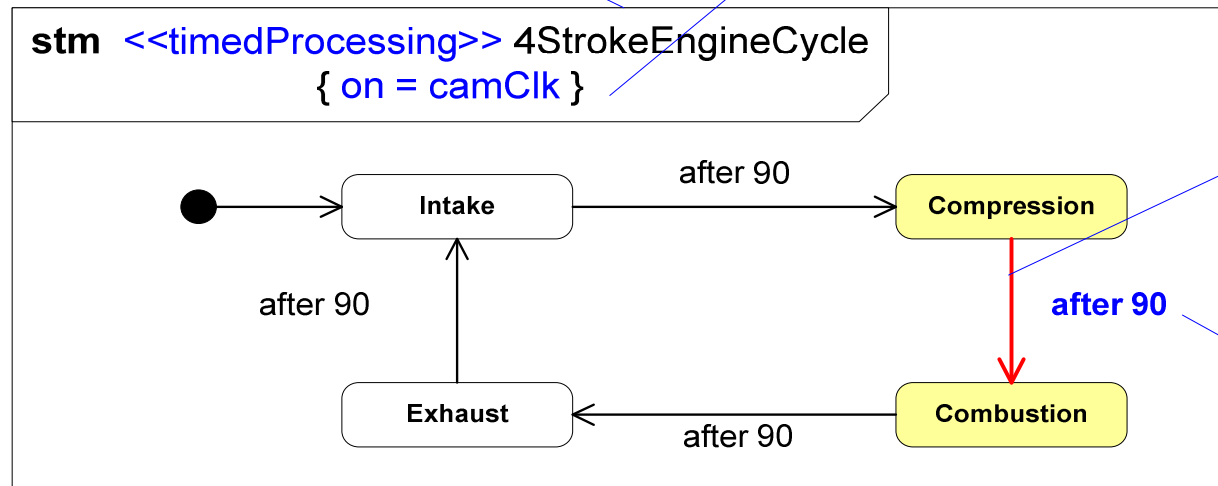 stm <<timedProcessing>> 4StrokeEngineCycle
{ on = camClk }
after 90
Intake
Compression
after 90
after 90
Exhaust
Combustion
after 90